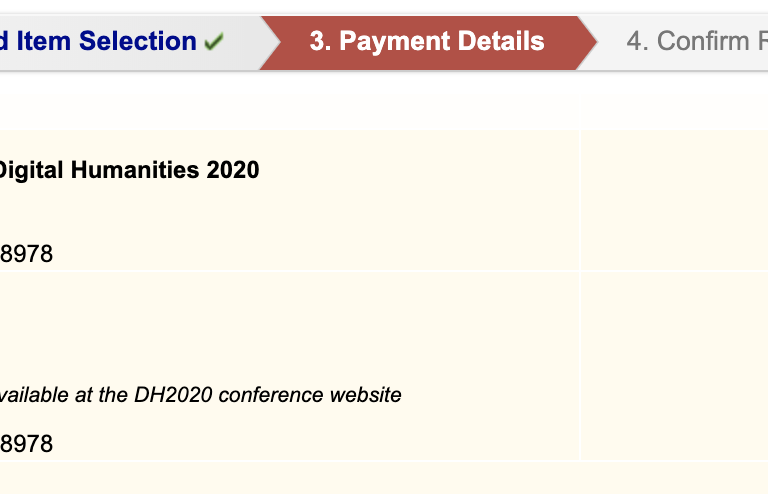 d Item Selection
3. Payment Details
4. Confirm
Digital Humanities 2020
8978
vailable at the DH2020 conference website
8978